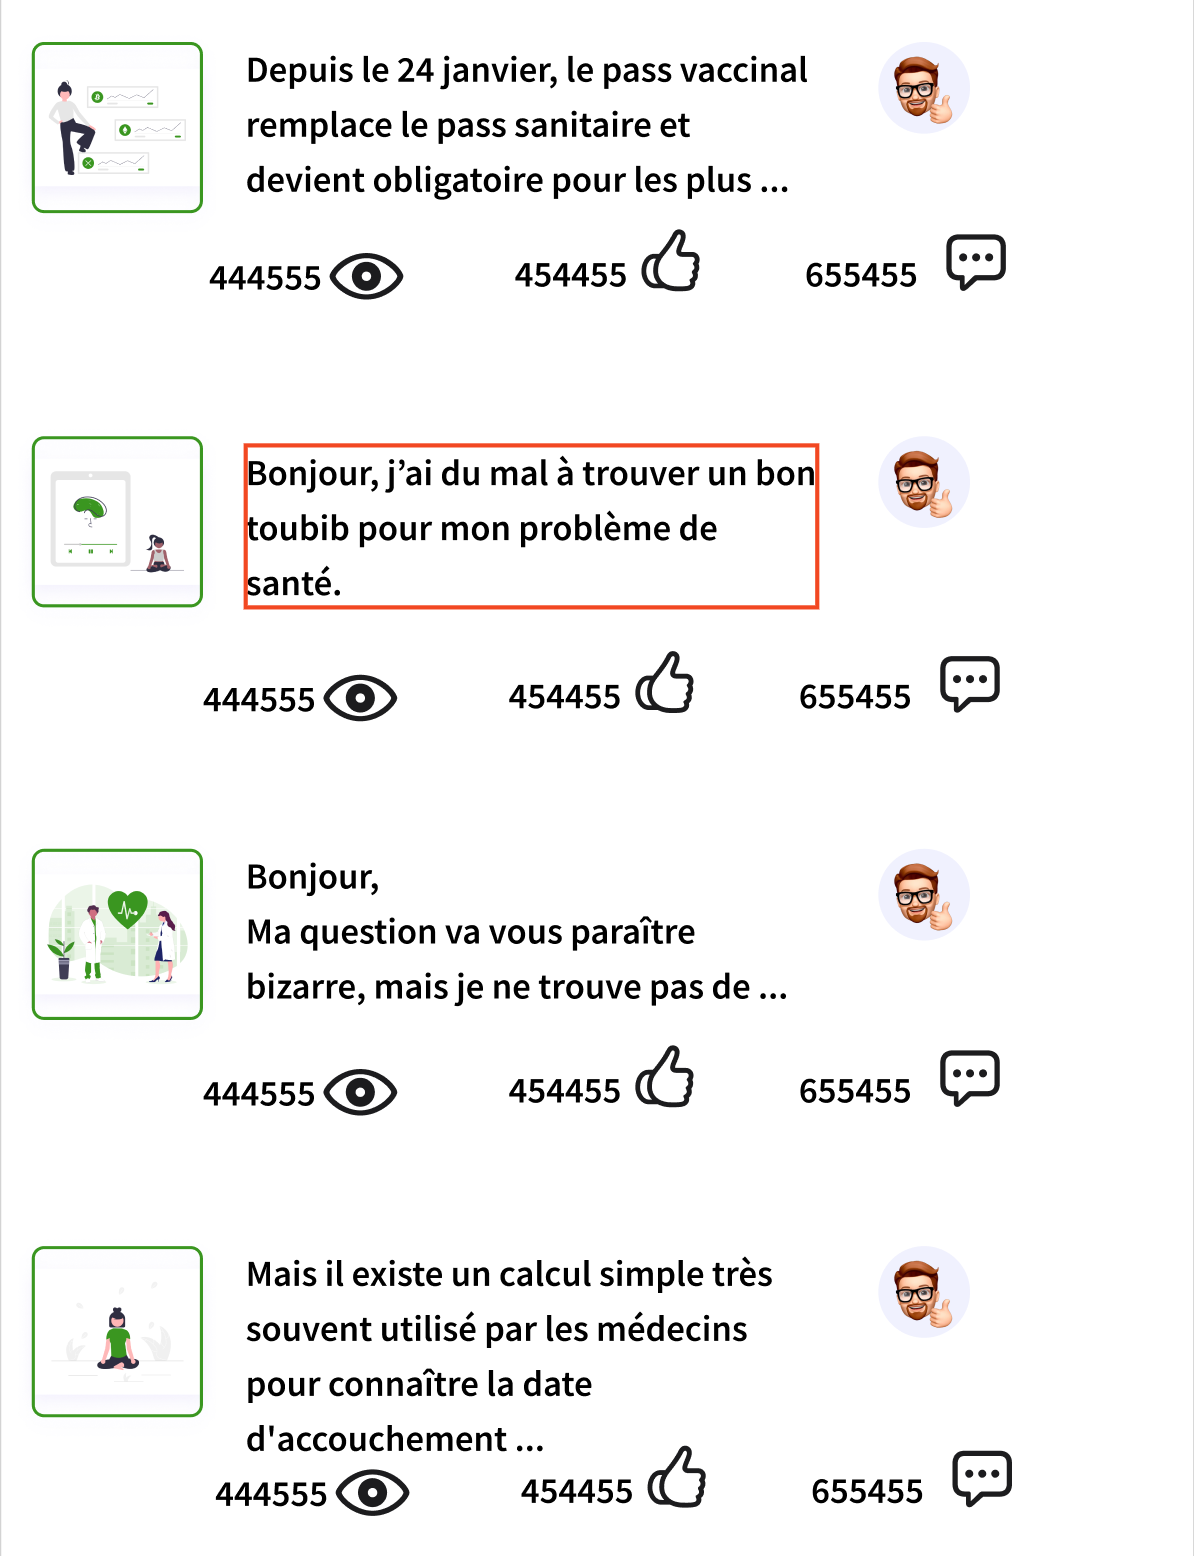 Depuis le 24 janvier, le pass vaccinal
remplace le pass sanitaire et
devient obligatoire pour les plus ...
444555
454455
655455
Bonjour, j’ai du mal à trouver un bon
toubib pour mon problème de
santé.
444555
454455
655455
Bonjour,
Ma question va vous paraître
bizarre, mais je ne trouve pas de ...
444555
454455
655455
Mais il existe un calcul simple très
souvent utilisé par les médecins
pour connaître la date
d'accouchement ...
444555
454455
655455